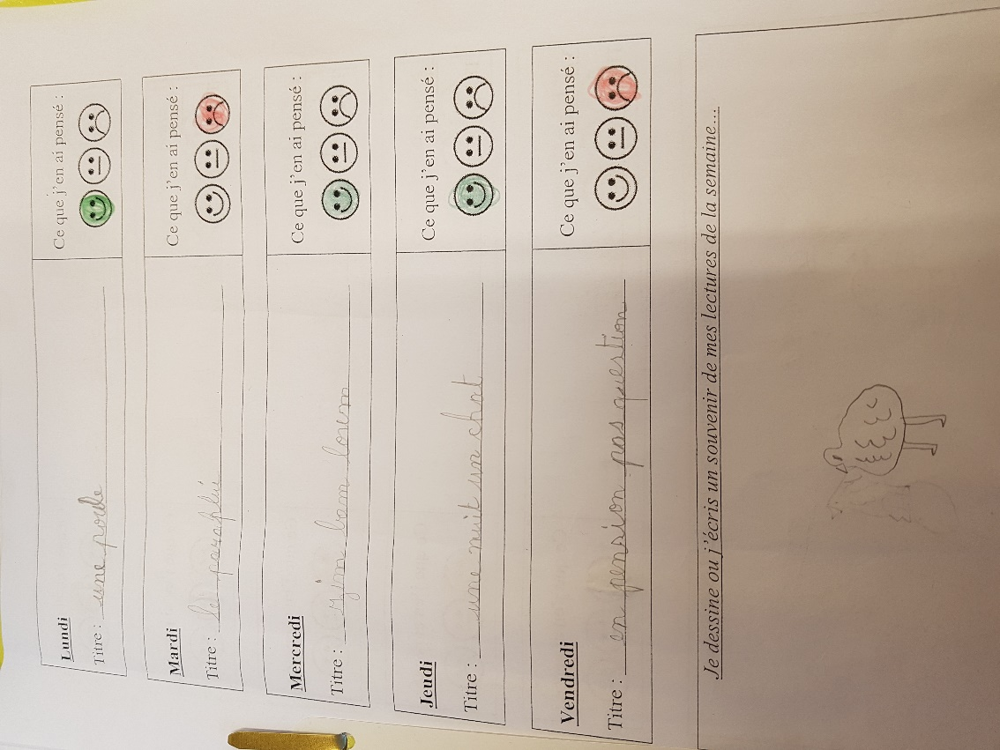 Lundi
Titre : une poule
Ce que j'en ai pensé :
Mardi
Titre : le parapluie
Ce que j'en ai pensé :
Mercredi
Titre : bam
Ce que j'en ai pensé :
Jeudi
Titre : une nuit un chat
Ce que j'en ai pensé :
Vendredi
Titre : en pension pas question
Ce que j'en ai pensé :
Je dessine ou j'écris un souvenir de mes lectures de la semaine...